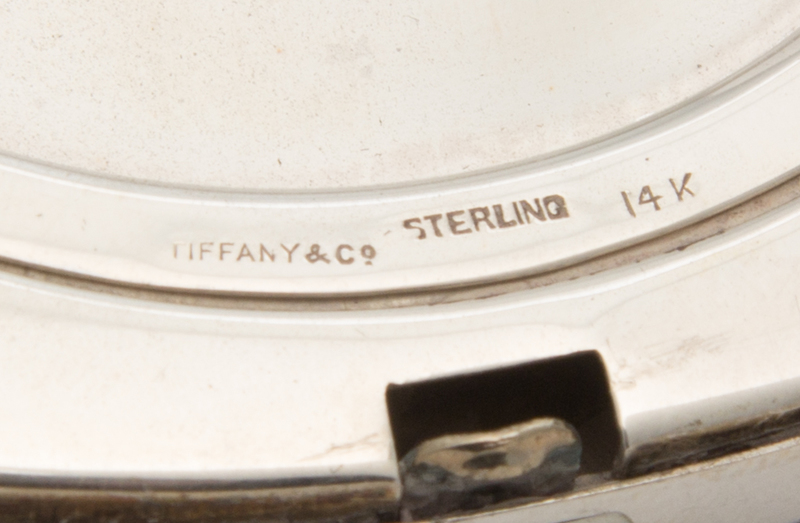 TIFFANY & Co STERLING 14K